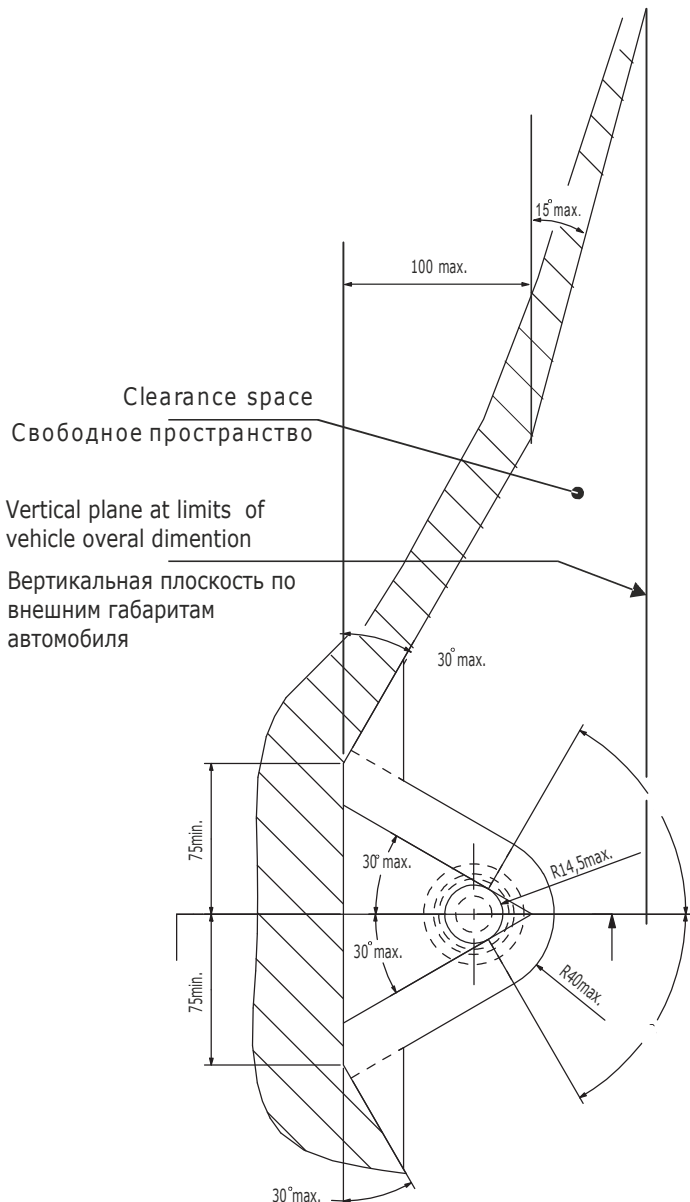 15°max.
100 max.
Clearance space
Свободное пространство
Vertical plane at limits of
vehicle overal dimention
Вертикальная плоскость по
внешним габаритам
автомобиля
30°max.
75min.
30°max.
R14,5max.
30°max.
75min.
R40max.
30°max.